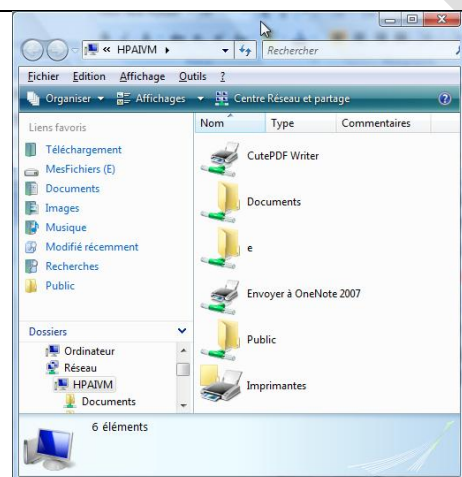 « HPAIVM
Rechercher
Fichier Edition Affichage Outils ?
Organiser Affichages Centre Réseau et partage
Liens favoris
Téléchargement
MesFichiers (E)
Documents
Images
Musique
Modifié récemment
Recherches
Public
Dossiers
Ordinateur
Réseau
HPAIVM
Documents
Nom Type Commentaires
CutePDF Writer
Documents
e
Envoyer à OneNote 2007
Public
Imprimantes
6 éléments